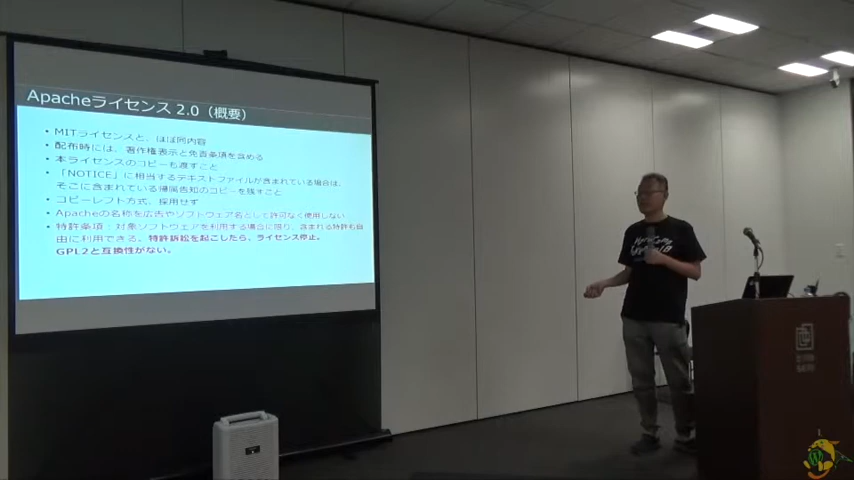 Apacheライセンス 2.0（概要）
• MITライセンスと、ほぼ同内容
• 配布時には、著作権表示と免責条項を含める
• 本ライセンスのコピーも渡すこと
• 「NOTICE」に相当するテキストファイルが含まれている場合は、
そこに含まれている帰属告知のコピーを残すこと
• コピーレフト方式、採用せず
• Apacheの名称を広告やソフトウェア名として許可なく使用しない
• 特許条項：対象ソフトウェアを利用する場合に限り、含まれる特許も自
由に利用できる。特許訴訟を起こしたら、ライセンス停止。
GPL2と互換性がない。